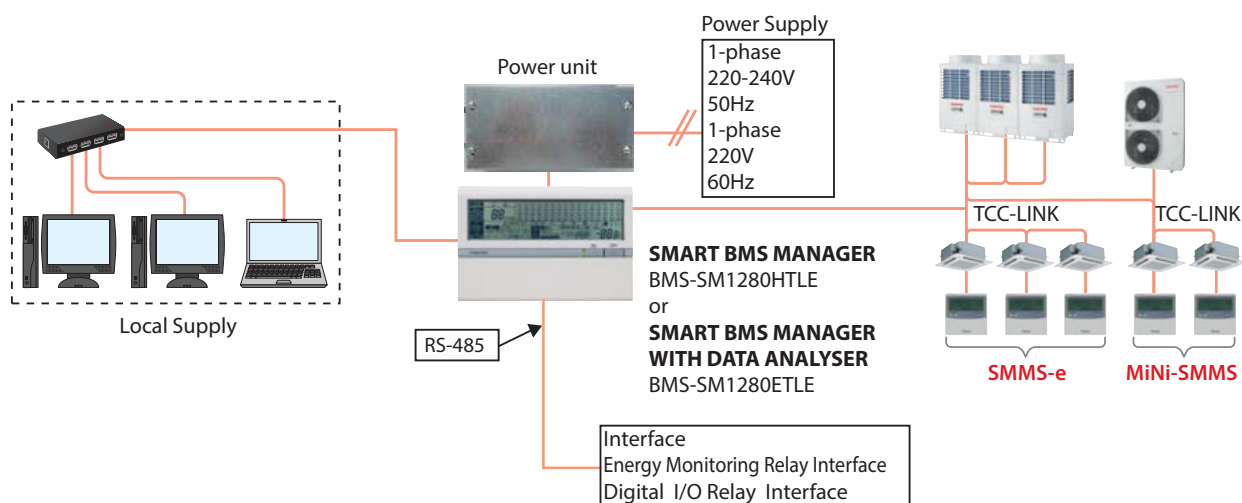 Power Supply
1-phase
220-240V
50Hz
1-phase
220V
60Hz
Power unit
Local Supply
RS-485
SMART BMS MANAGER
BMS-SM1280HTLE
or
SMART BMS MANAGER
WITH DATA ANALYSER
BMS-SM1280ETLE
TCC-LINK
TCC-LINK
SMMS-e
MiNi-SMMS
Interface
Energy Monitoring Relay Interface
Digital I/O Relay Interface